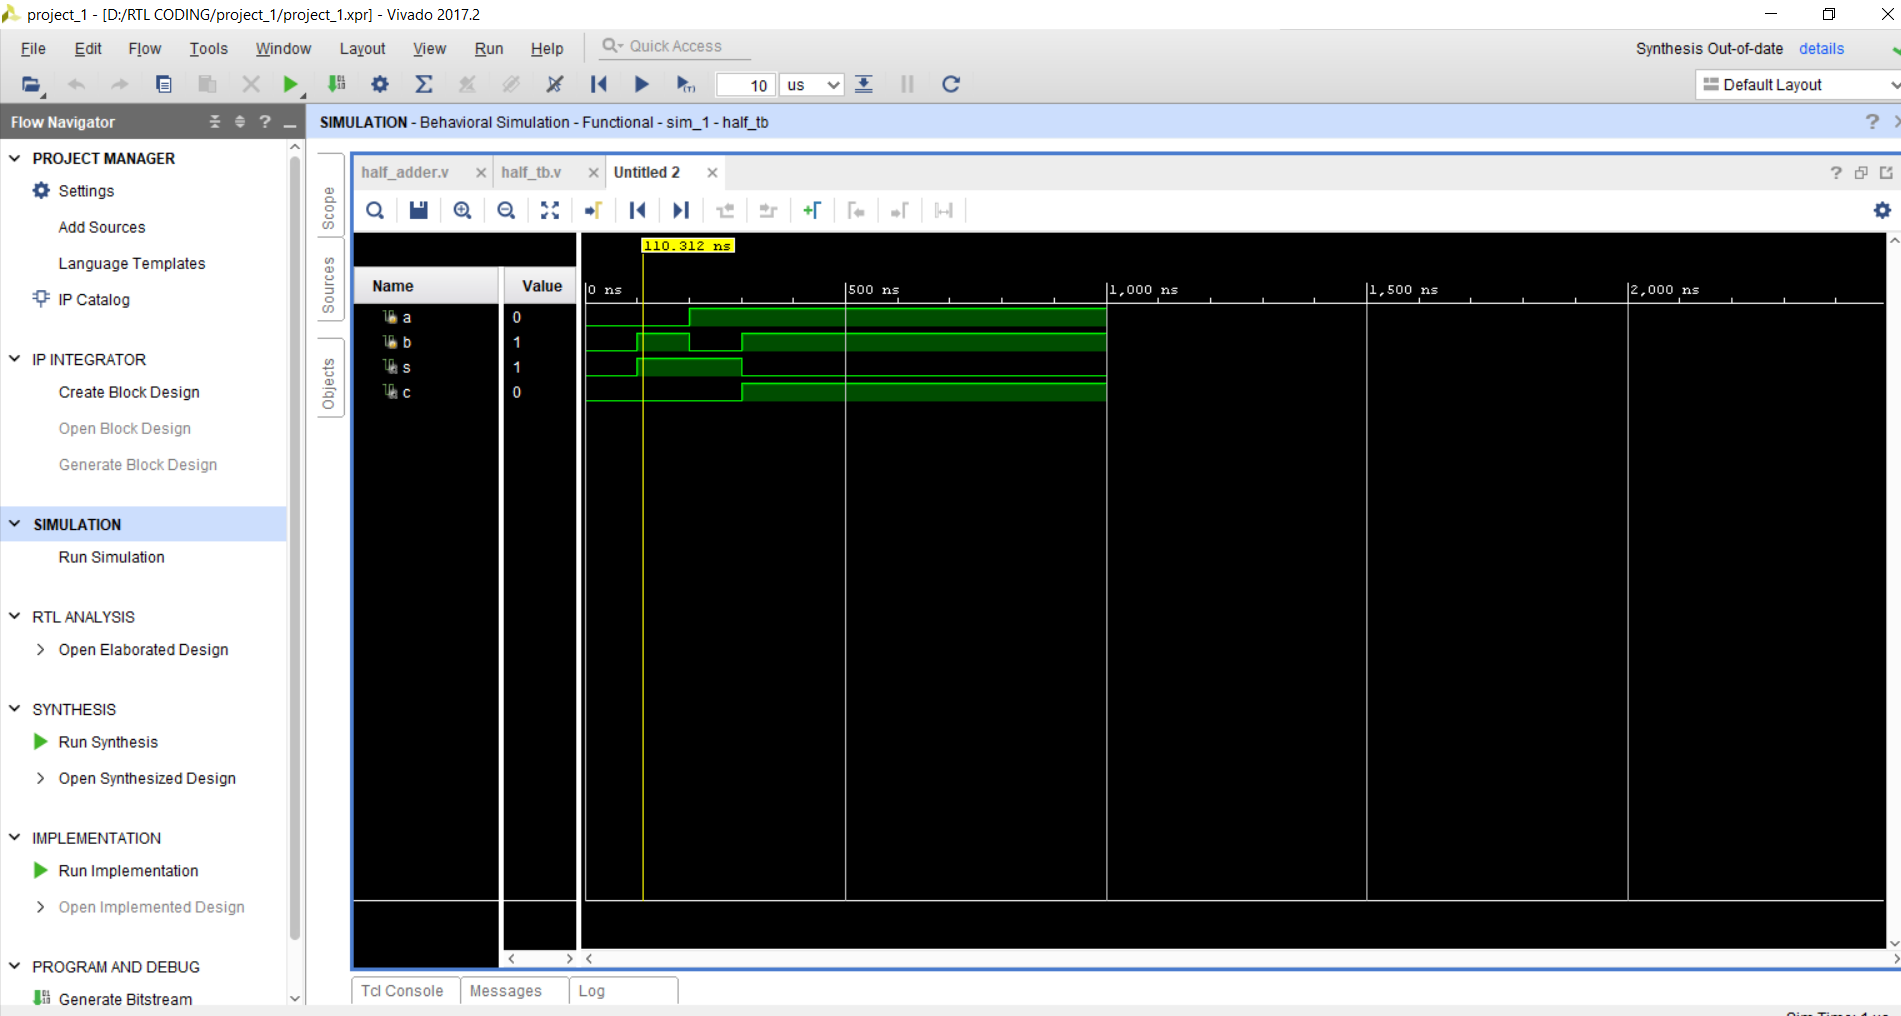 project_1 - [D:/RTL CODING/project_1/project_1.xpr] - Vivado 2017.2
File Edit Flow Tools Window Layout View Run Help Quick Access
Synthesis Out-of-date details
10 us
Default Layout
Flow Navigator
SIMULATION - Behavioral Simulation - Functional - sim_1 - half_tb
PROJECT MANAGER
Settings
Add Sources
Language Templates
IP Catalog
IP INTEGRATOR
Create Block Design
Open Block Design
Generate Block Design
SIMULATION
Run Simulation
RTL ANALYSIS
Open Elaborated Design
SYNTHESIS
Run Synthesis
Open Synthesized Design
IMPLEMENTATION
Run Implementation
Open Implemented Design
PROGRAM AND DEBUG
Generate Bitstream
Scope
Sources
Objects
half_adder.v half_tb.v Untitled 2
110.312 ns
Name Value
0 ns 500 ns 1,000 ns 1,500 ns 2,000 ns
a 0
b 1
s 1
c 0
Tcl Console Messages Log
Sim Time: 1 us